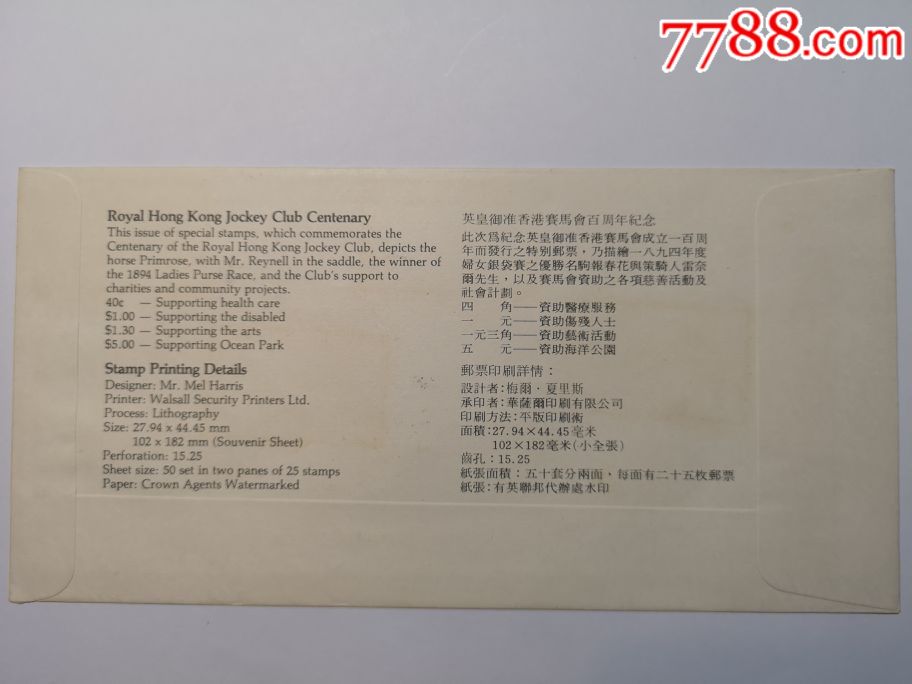 7788.com
Royal Hong Kong Jockey Club Centenary
This issue of special stamps, which commemorates the
Centenary of the Royal Hong Kong Jockey Club, depicts the
horse Primrose, with Mr. Reynell in the saddle, the winner of
the 1894 Ladies Purse Race, and the Club's support to
charities and community projects.
40c — Supporting health care
$1.00 — Supporting the disabled
$1.30 — Supporting the arts
$5.00 — Supporting Ocean Park
Stamp Printing Details
Designer: Mr. Mel Harris
Printer: Walsall Security Printers Ltd.
Process: Lithography
Size: 27.94 x 44.45 mm
102 x 182 mm (Souvenir Sheet)
Perforation: 15.25
Sheet size: 50 set in two panes of 25 stamps
Paper: Crown Agents Watermarked
英皇御准香港賽馬會百周年紀念
此次爲紀念英皇御准香港賽馬會成立一百周
年而發行之特別郵票，乃描繪一八九四年度
婦女銀袋賽之優勝名駒報春花與策騎人雷奈
爾先生，以及賽馬會資助之各項慈善活動及
社會計劃。
四　角——資助醫療服務
一　元——資助傷殘人士
一元三角——資助藝術活動
五　元——資助海洋公園
郵票印刷詳情：
設計者：梅爾·夏里斯
承印者：華薩爾印刷有限公司
印刷方法：平版印刷術
面積：27.94×44.45毫米
102×182毫米（小全張）
齒孔：15.25
紙張面積：五十套分兩面，每面有二十五枚郵票
紙張：有英聯邦代辦處水印